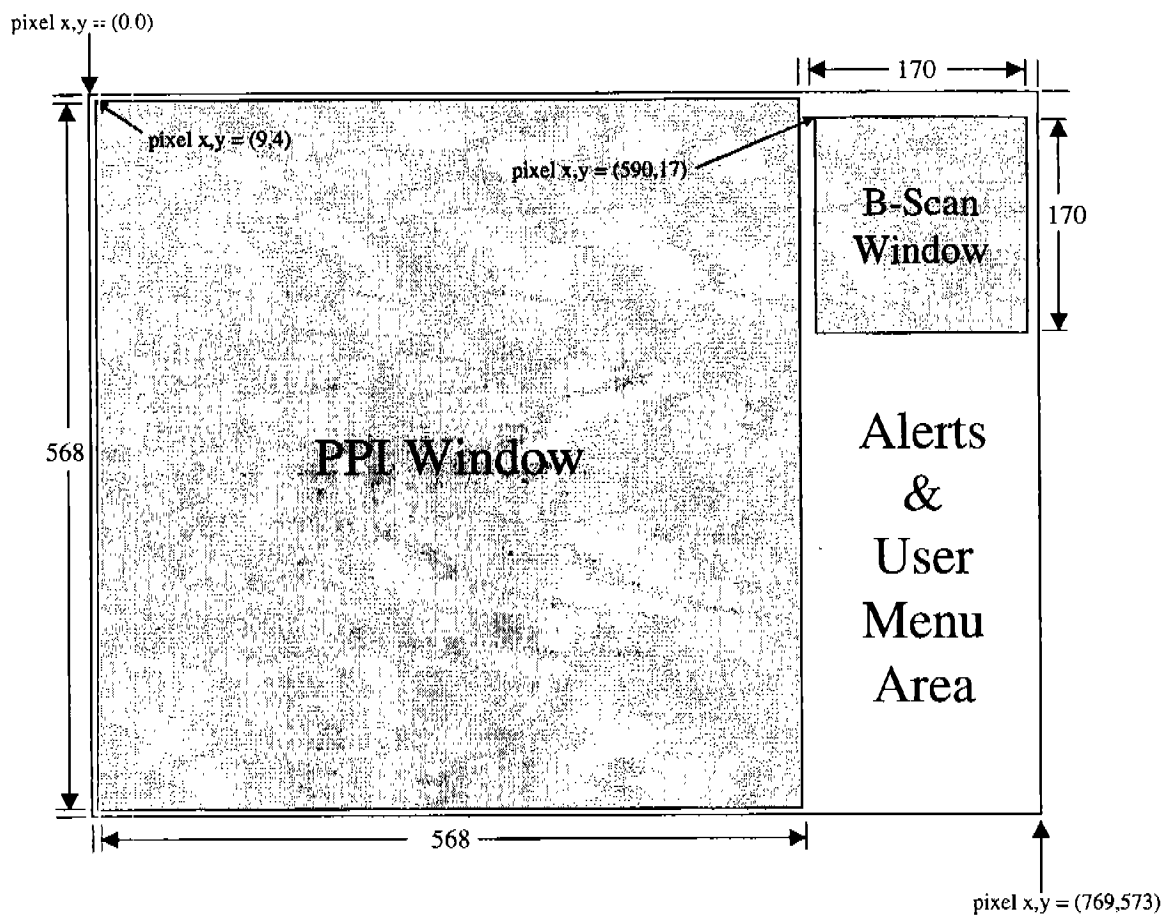 pixel x,y = (0.0)
170
pixel x,y = (9,4)
pixel x,y = (590,17)
B-Scan
Window
170
568
PPI Window
Alerts
&
User
Menu
Area
568
pixel x,y = (769,573)